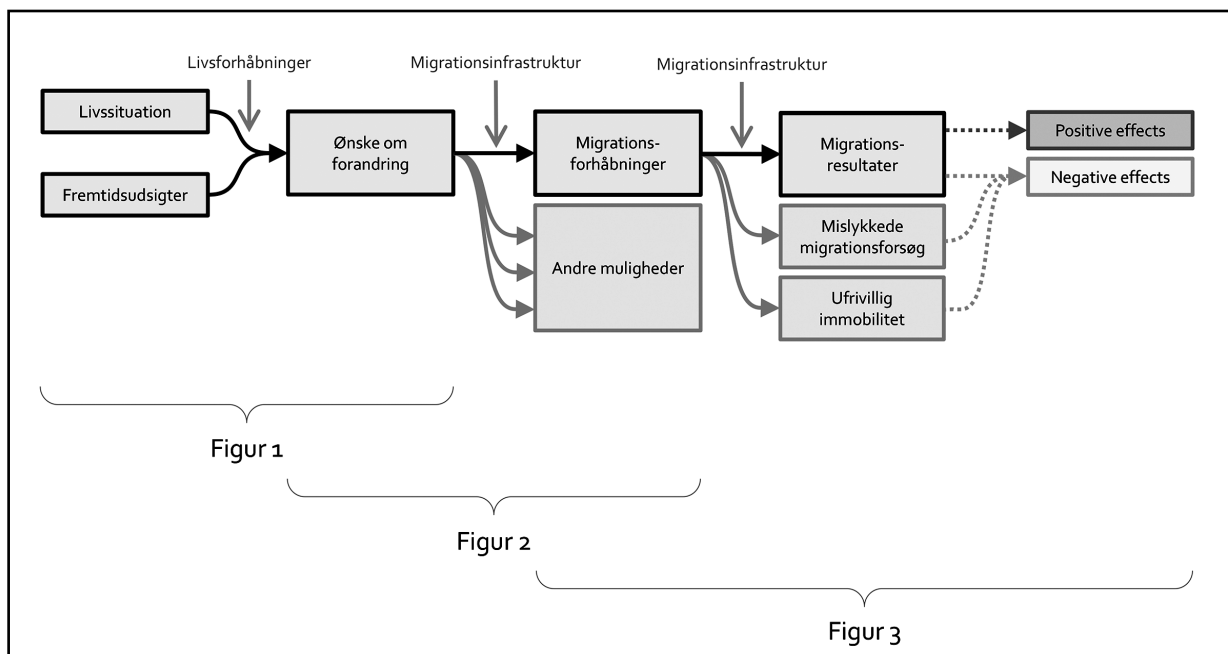 Livsforhåbninger
Migrationsinfrastruktur
Migrationsinfrastruktur
Livssituation
Fremtidsudsigter
Ønske om
forandring
Migrations-
forhåbninger
Andre muligheder
Migrations-
resultater
Mislykkede
migrationsforsøg
Ufrivillig
immobilitet
Positive effects
Negative effects
Figur 1
Figur 2
Figur 3